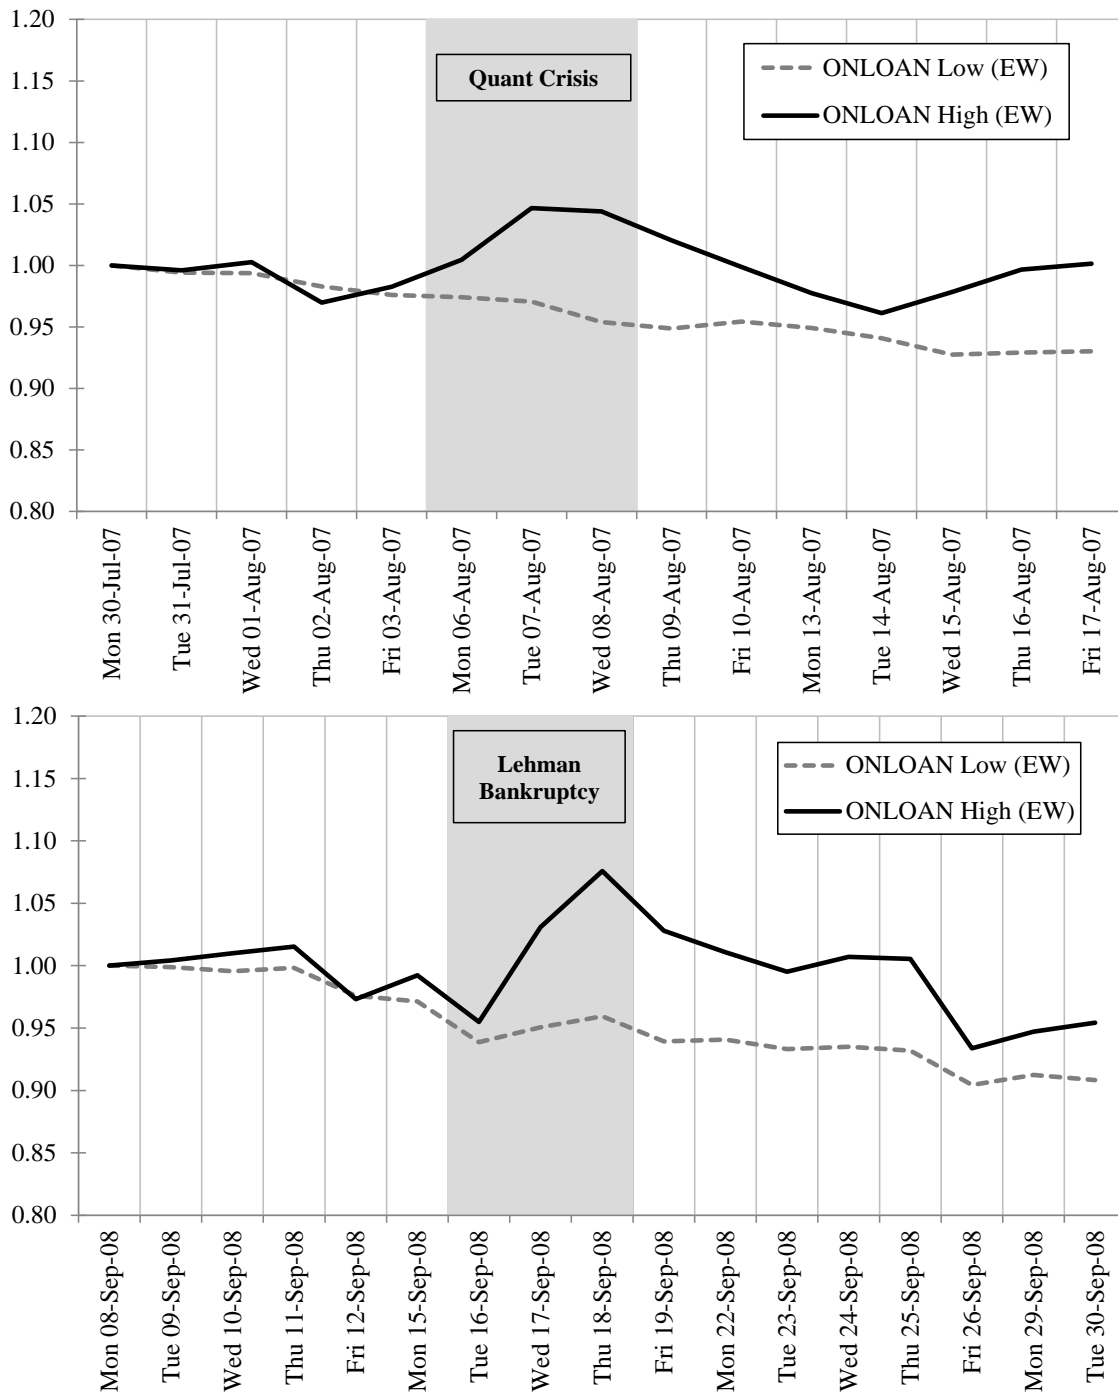 1.20
1.15
1.10
1.05
1.00
0.95
0.90
0.85
0.80
Quant Crisis
ONLOAN Low (EW)
ONLOAN High (EW)
Mon 30-Jul-07
Tue 31-Jul-07
Wed 01-Aug-07
Thu 02-Aug-07
Fri 03-Aug-07
Mon 06-Aug-07
Tue 07-Aug-07
Wed 08-Aug-07
Thu 09-Aug-07
Fri 10-Aug-07
Mon 13-Aug-07
Tue 14-Aug-07
Wed 15-Aug-07
Thu 16-Aug-07
Fri 17-Aug-07
1.20
1.15
1.10
1.05
1.00
0.95
0.90
0.85
0.80
Lehman
Bankruptcy
ONLOAN Low (EW)
ONLOAN High (EW)
Mon 08-Sep-08
Tue 09-Sep-08
Wed 10-Sep-08
Thu 11-Sep-08
Fri 12-Sep-08
Mon 15-Sep-08
Tue 16-Sep-08
Wed 17-Sep-08
Thu 18-Sep-08
Fri 19-Sep-08
Mon 22-Sep-08
Tue 23-Sep-08
Wed 24-Sep-08
Thu 25-Sep-08
Fri 26-Sep-08
Mon 29-Sep-08
Tue 30-Sep-08